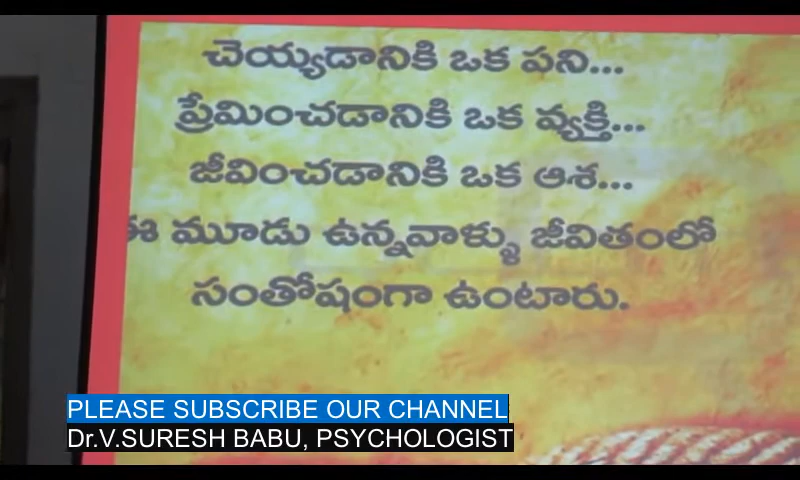 చెయ్యడానికి ఒక పని...
ప్రేమించడానికి ఒక వ్యక్తి...
జీవించడానికి ఒక ఆశ...
ఈ మూడు ఉన్నవాళ్ళు జీవితంలో
సంతోషంగా ఉంటారు.
PLEASE SUBSCRIBE OUR CHANNEL
Dr.V.SURESH BABU, PSYCHOLOGIST